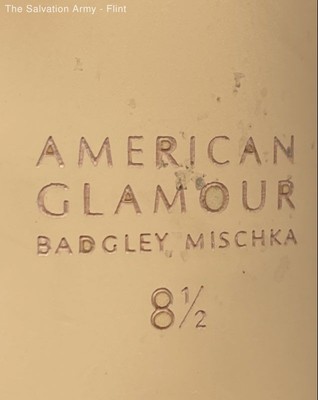 The Salvation Army - Flint
AMERICAN
GLAMOUR
BADGLEY MISCHKA
8½